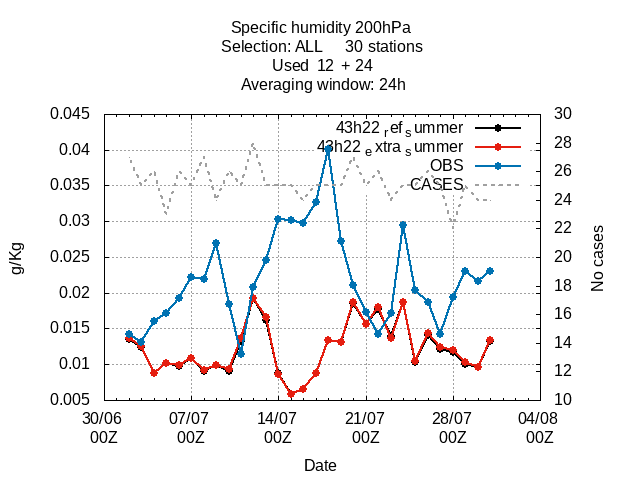 Specific humidity 200hPa
Selection: ALL 30 stations
Used 12 + 24
Averaging window: 24h
43h22 ref summer
43h22 extra summer
OBS
CASES
g/Kg
0.045
0.04
0.035
0.03
0.025
0.02
0.015
0.01
0.005
30
28
26
24
22
20
18
16
14
12
10
No cases
30/06 07/07 14/07 21/07 28/07 04/08
00Z 00Z 00Z 00Z 00Z 00Z
Date